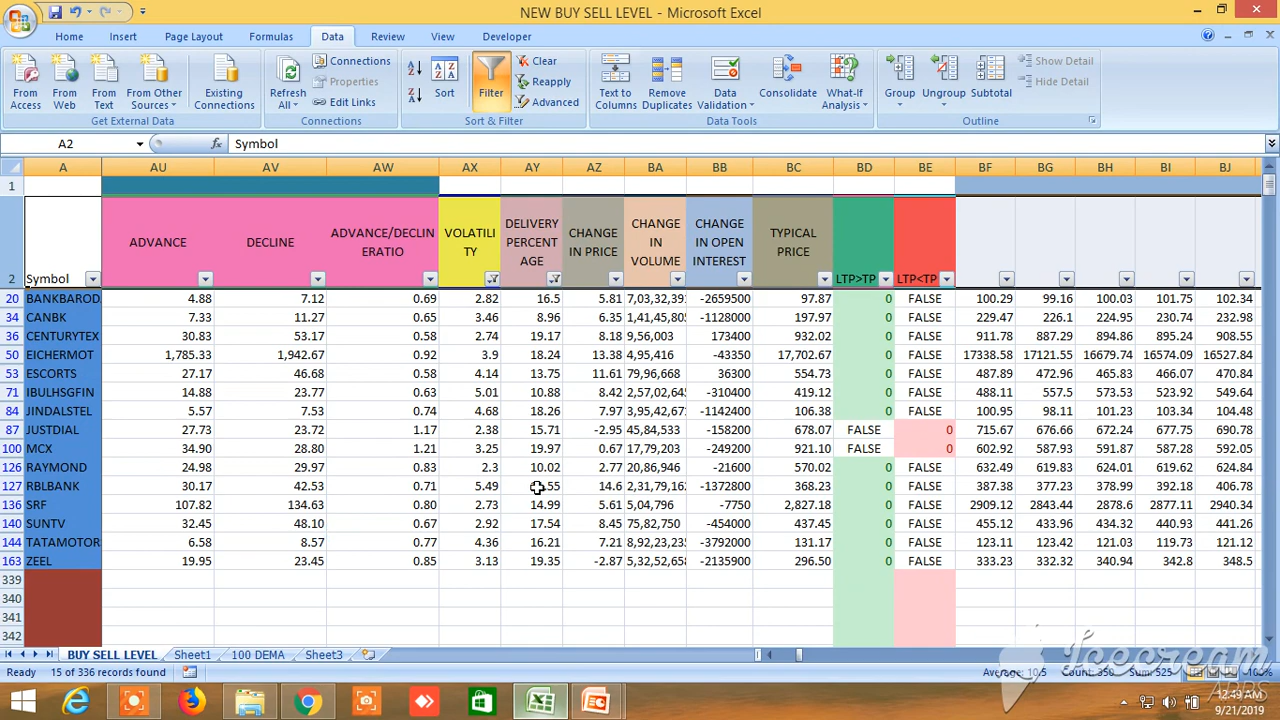 NEW BUY SELL LEVEL - Microsoft Excel
Home Insert Page Layout Formulas Data Review View Developer
From Access From Web From Text From Other Sources Existing Connections Refresh All Connections Properties Edit Links Sort Filter Clear Reapply Advanced Text to Columns Remove Duplicates Data Validation Consolidate What-If Analysis Group Ungroup Subtotal Show Detail Hide Detail
Get External Data Connections Sort & Filter Data Tools Outline
A2 fx Symbol
A AU AV AW AX AY AZ BA BB BC BD BE BF BG BH BI BJ
1
2 Symbol ADVANCE DECLINE ADVANCE/DECLINERATIO VOLATILITY DELIVERY PERCENTAGE CHANGE IN PRICE CHANGE IN VOLUME CHANGE IN OPEN INTEREST TYPICAL PRICE LTP>TP LTP<TP
20 BANKBAROD 4.88 7.12 0.69 2.82 16.5 5.81 7,03,32,39 -2659500 97.87 0 FALSE 100.29 99.16 100.03 101.75 102.34
34 CANBK 7.33 11.27 0.65 3.46 8.96 6.35 1,41,45,80 -1128000 197.97 0 FALSE 229.47 226.1 224.95 230.74 232.98
36 CENTURYTEX 30.83 53.17 0.58 2.74 19.17 8.18 9,56,003 173400 932.02 0 FALSE 911.78 887.29 894.86 895.24 908.55
50 EICHERMOT 1,785.33 1,942.67 0.92 3.9 18.24 13.38 4,95,416 -43350 17,702.67 0 FALSE 17338.58 17121.55 16679.74 16574.09 16527.84
53 ESCORTS 27.17 46.68 0.58 4.14 13.75 11.61 79,96,668 36300 554.73 0 FALSE 487.89 472.96 465.83 466.07 470.84
71 IBULHSGFIN 14.88 23.77 0.63 5.01 10.88 8.42 2,57,02,64 -310400 419.12 0 FALSE 488.11 557.5 573.52 523.92 549.64
84 JINDALSTEL 5.57 7.53 0.74 4.68 18.26 7.97 3,95,42,67 -1142400 106.38 0 FALSE 100.95 98.11 101.23 103.34 104.48
87 JUSTDIAL 27.73 23.72 1.17 2.38 15.71 -2.95 45,84,533 -158200 678.07 FALSE 0 715.67 676.66 672.24 677.75 690.78
100 MCX 34.90 28.80 1.21 3.25 19.97 0.67 17,79,203 -249200 921.10 FALSE 0 602.92 587.93 591.87 587.28 592.05
126 RAYMOND 24.98 29.97 0.83 2.3 10.02 2.77 20,86,946 -21600 570.02 0 FALSE 632.49 619.83 624.01 619.62 624.84
127 RBLBANK 30.17 42.53 0.71 5.49 .55 14.6 2,31,79,16 -1372800 368.23 0 FALSE 387.63 377.23 378.99 392.18 406.78
136 SRF 107.82 134.63 0.80 2.73 14.99 5.61 5,04,796 -7750 2,827.18 0 FALSE 2909.12 2843.44 2878.6 2875.36 2940.34
140 SUNTV 32.45 48.10 0.67 2.92 17.54 8.45 75,82,750 -454000 437.45 0 FALSE 455.12 433.96 434.32 440.93 441.26
144 TATAMOTOR 6.58 8.57 0.77 4.36 16.21 7.21 8,92,23,23 -3792000 131.17 0 FALSE 123.11 123.42 121.03 119.73 121.12
163 ZEEL 19.95 23.45 0.85 3.13 19.35 -2.87 5,32,52,65 -2135900 296.50 0 FALSE 333.23 332.32 340.94 342.8 348.5
339
340
341
342
BUY SELL LEVEL Sheet1 100 DEMA Sheet3
Ready 15 of 336 records found Average: 10.5 Count: 350 Sum: 525 100%
Icecream APPS
12:49 AM
9/21/2019